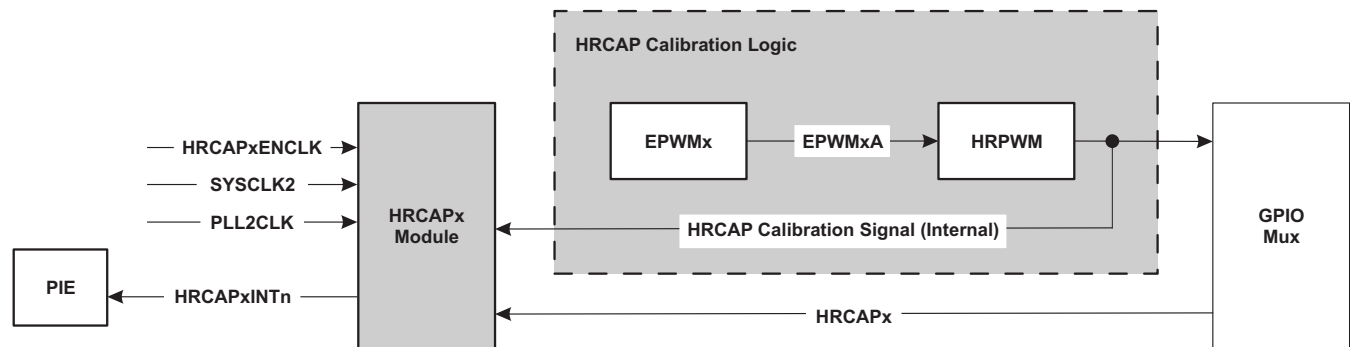 HRCAP Calibration Logic
EPWMx
EPWMxA
HRPWM
HRCAPxENCLK
SYSCLK2
PLL2CLK
HRCAPx
Module
HRCAP Calibration Signal (Internal)
GPIO
Mux
PIE
HRCAPxINTn
HRCAPx